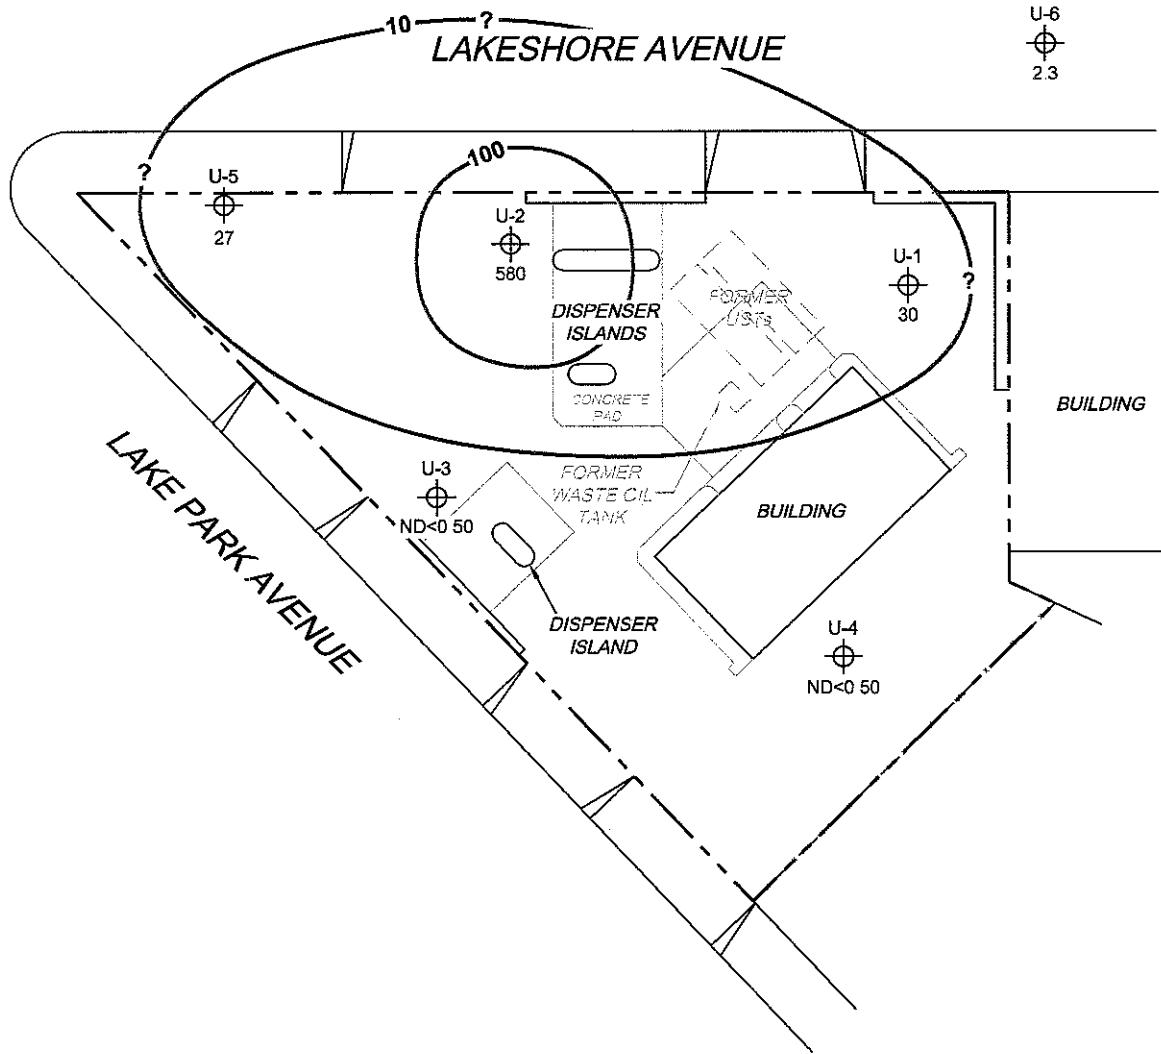 U-6
2.3
10
?
LAKESHORE AVENUE
100
?
U-5
27
U-2
580
U-1
30
?
FORMER
USTs
DISPENSER
ISLANDS
CONCRETE
PAD
BUILDING
LAKE PARK AVENUE
U-3
ND<0 50
FORMER
WASTE OIL
TANK
BUILDING
DISPENSER
ISLAND
U-4
ND<0 50